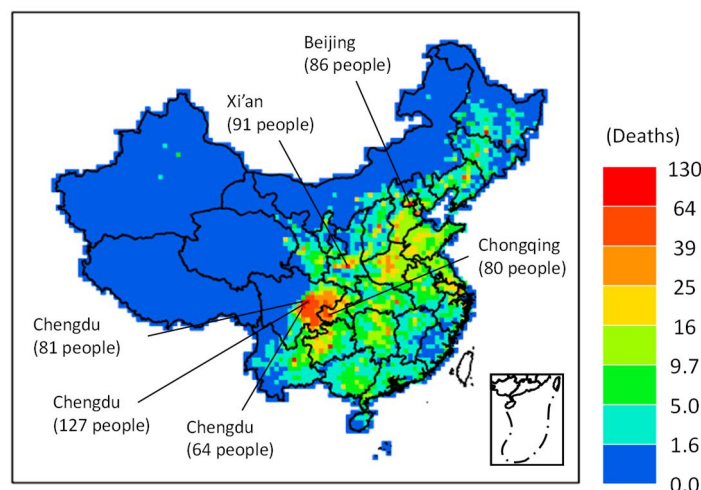 Beijing
(86 people)
Xi'an
(91 people)
(Deaths)
130
64
39
25
16
9.7
5.0
1.6
0.0
Chongqing
(80 people)
Chengdu
(81 people)
Chengdu
(127 people)
Chengdu
(64 people)